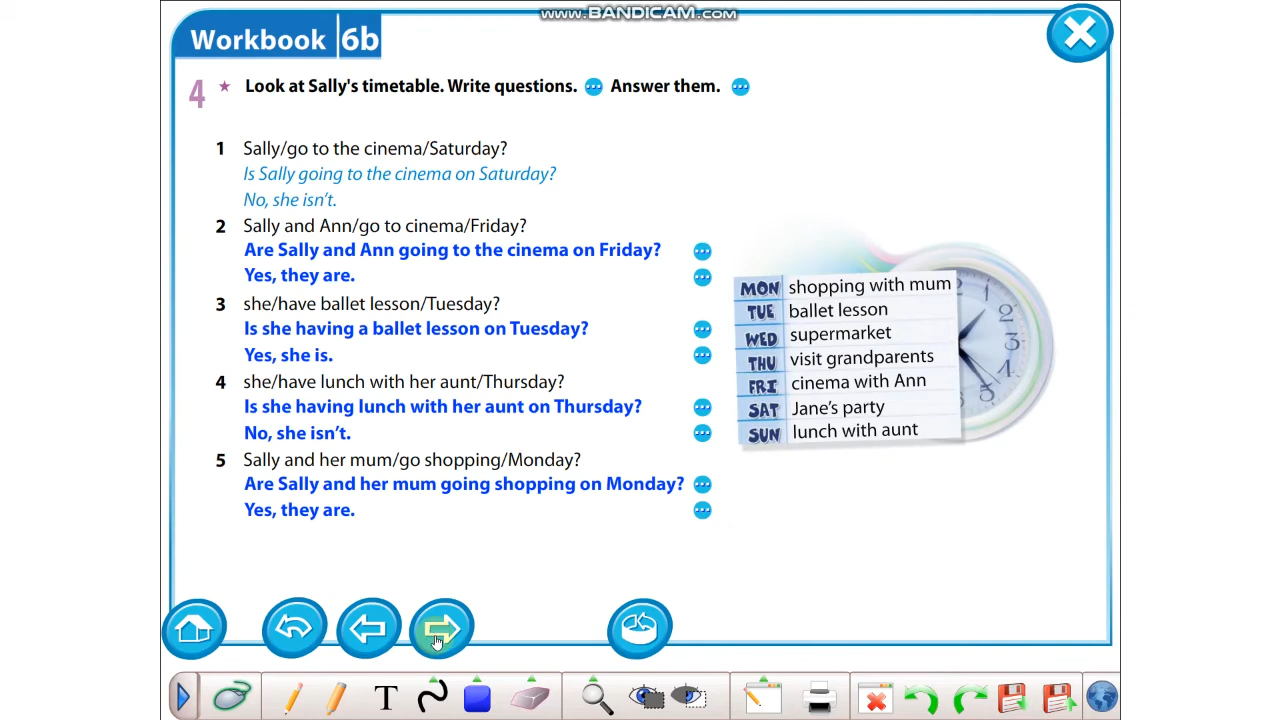 www.BANDICAM.com
Workbook 6b
4 ★ Look at Sally's timetable. Write questions. Answer them.
1 Sally/go to the cinema/Saturday?
Is Sally going to the cinema on Saturday?
No, she isn't.
2 Sally and Ann/go to cinema/Friday?
Are Sally and Ann going to the cinema on Friday?
Yes, they are.
3 she/have ballet lesson/Tuesday?
Is she having a ballet lesson on Tuesday?
Yes, she is.
4 she/have lunch with her aunt/Thursday?
Is she having lunch with her aunt on Thursday?
No, she isn't.
5 Sally and her mum/go shopping/Monday?
Are Sally and her mum going shopping on Monday?
Yes, they are.
MON shopping with mum
TUE ballet lesson
WED supermarket
THU visit grandparents
FRI cinema with Ann
SAT Jane's party
SUN lunch with aunt
1
2
3
4
5
T